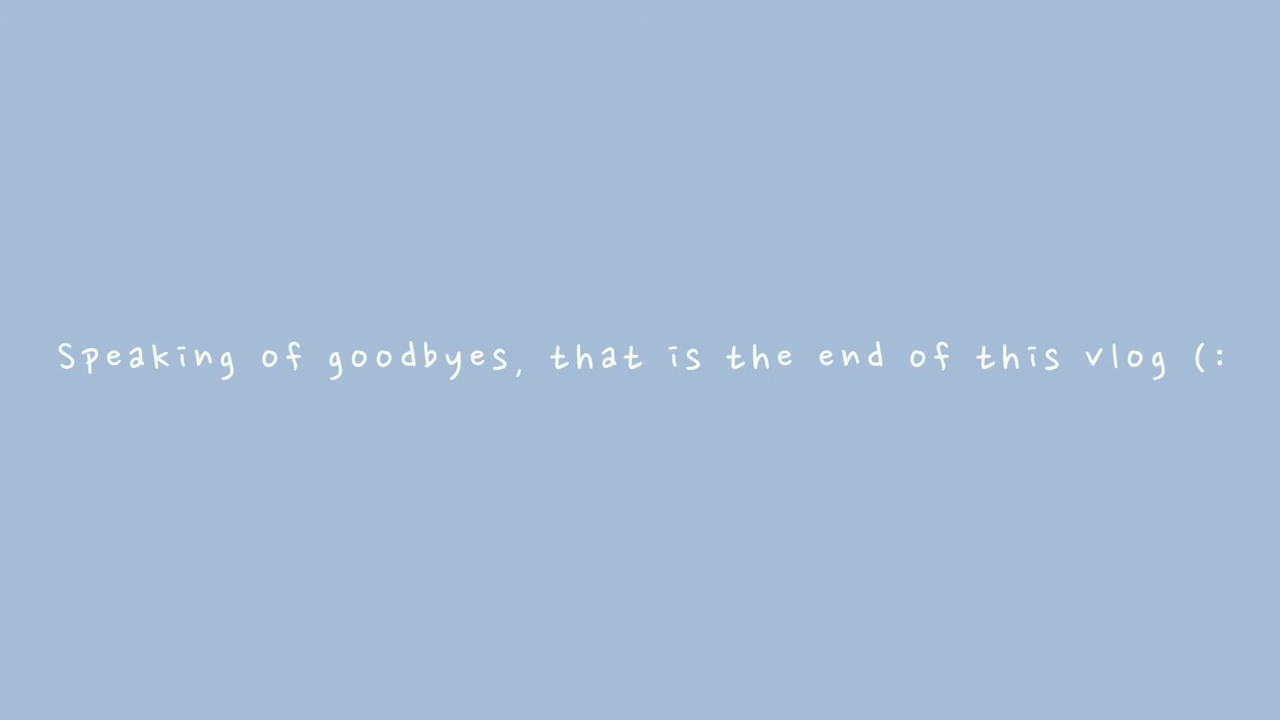 Speaking of goodbyes, that is the end of this vlog (: